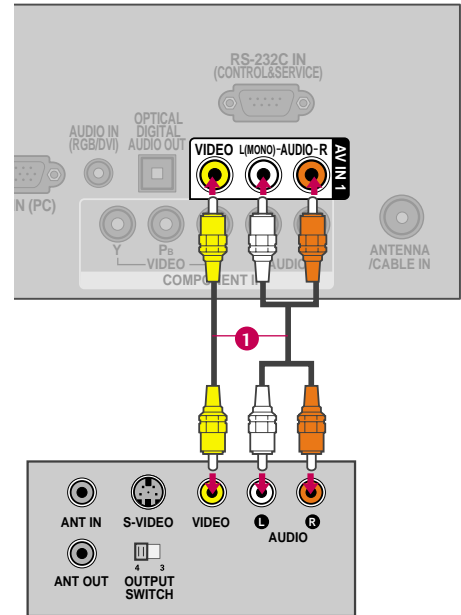 RS-232C IN
(CONTROL&SERVICE)
OPTICAL
DIGITAL
AUDIO OUT
AUDIO IN
(RGB/DVI)
VIDEO L(MONO)-AUDIO-R
AV IN 1
N (PC)
Y PB
VIDEO AUDIO
COMPONENT I
ANTENNA
/CABLE IN
1
ANT IN S-VIDEO VIDEO L R
AUDIO
ANT OUT
4 3
OUTPUT
SWITCH